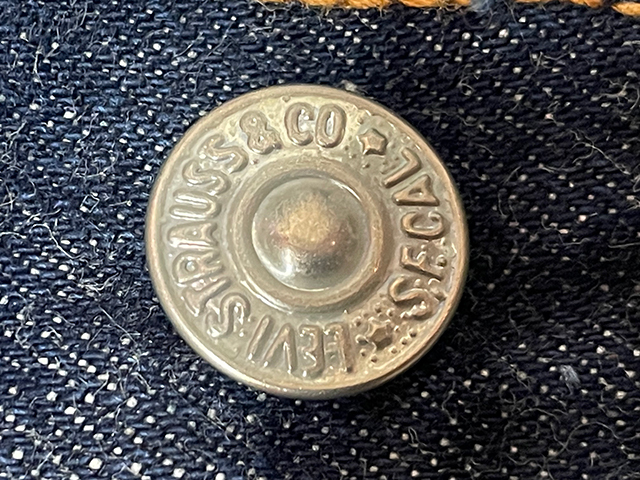 LEVI STRAUSS & CO ☆ S.F.CAL ☆